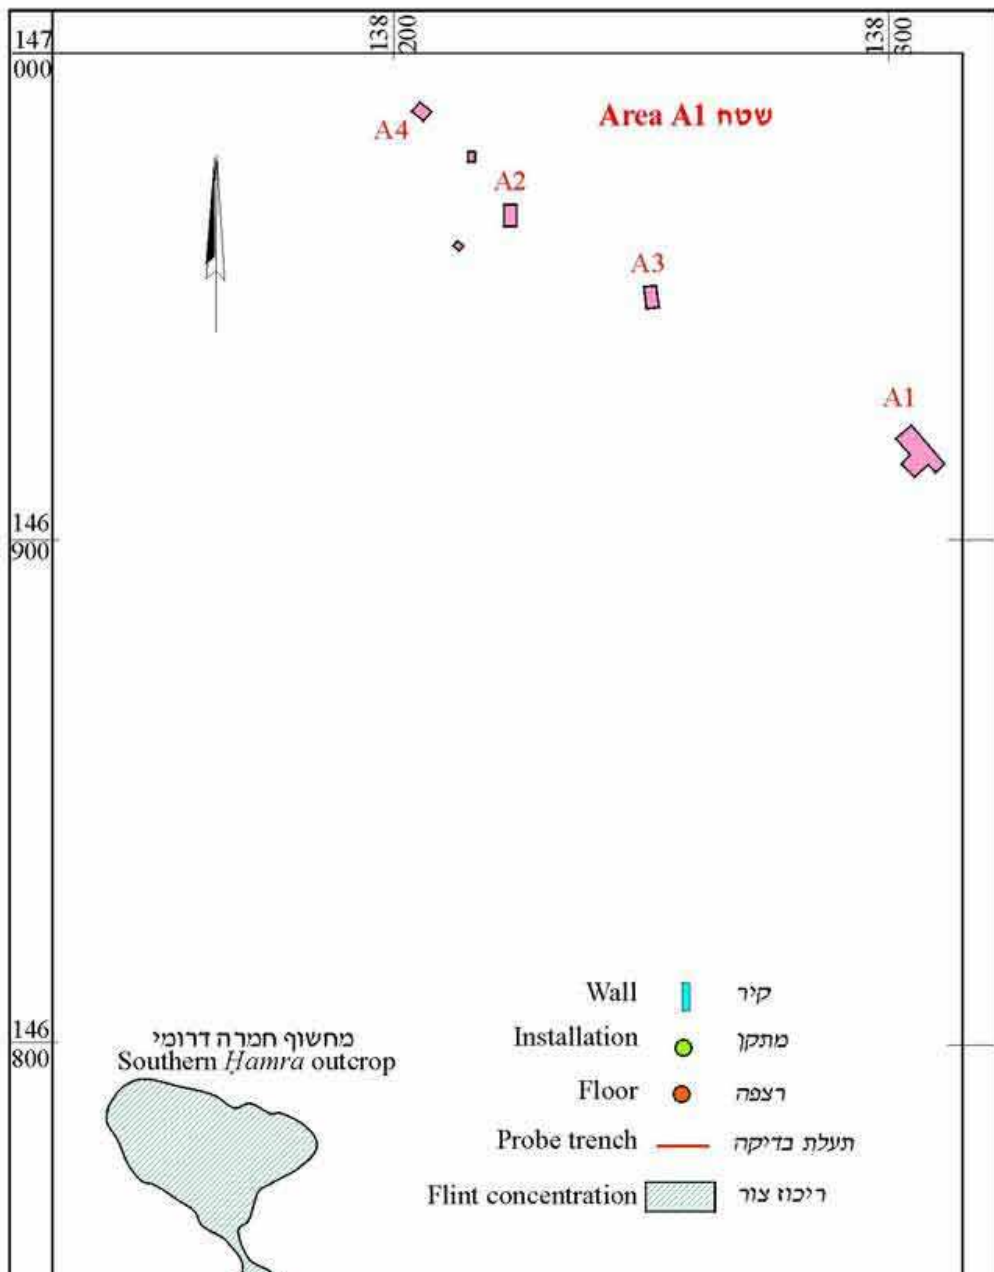 138
200
138
300
147
000
Area A1 שטח
A4
A2
A3
A1
146
900
Wall קיר
Installation מתקן
Floor רצפה
Probe trench תעלת בדיקה
Flint concentration ריכוז צור
146
800
מחשוף חמרה דרומי
Southern Ḥamra outcrop